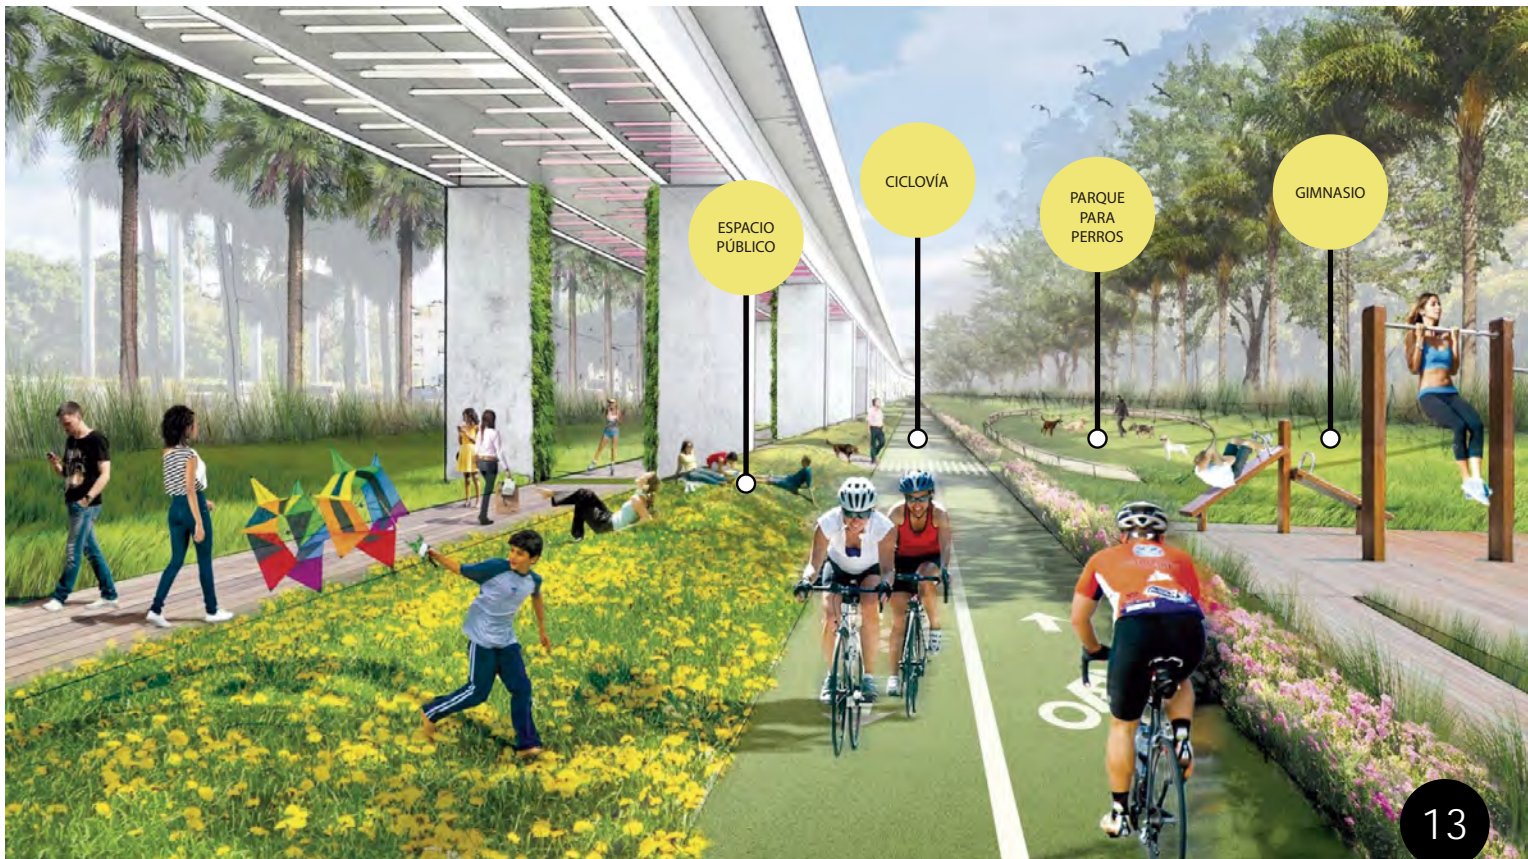 ESPACIO
PÚBLICO
CICLOVÍA
PARQUE
PARA
PERROS
GIMNASIO
13